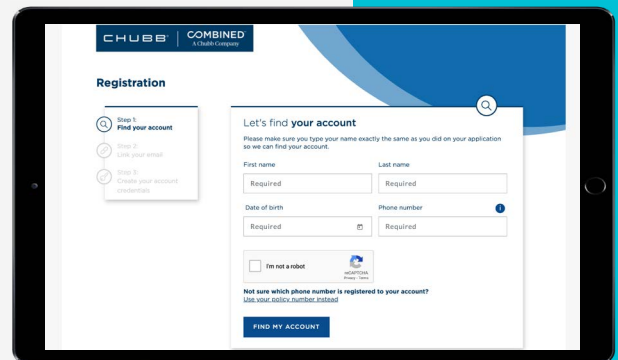 CHUBB® COMBINED®
A Chubb Company
Registration
Step 1:
Find your account
Step 2:
Link your email
Step 3:
Create your account
credentials
Let's find your account
Please make sure you type your name exactly the same as you did on your application
so we can find your account.
First name Last name
Required Required
Date of birth Phone number i
Required Required
I'm not a robot
reCAPTCHA
Privacy - Terms
Not sure which phone number is registered to your account?
Use your policy number instead
FIND MY ACCOUNT